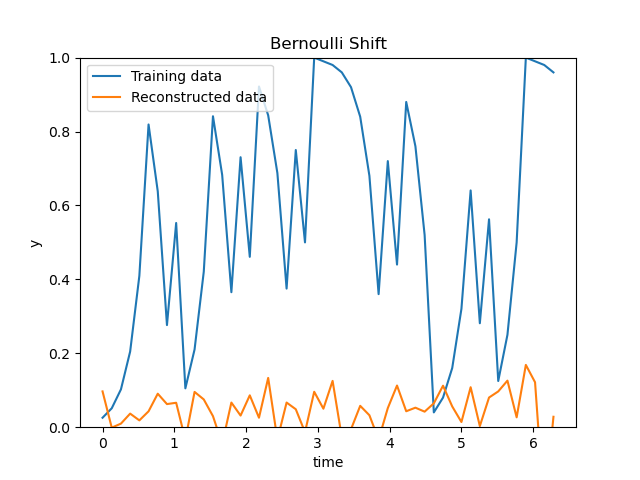 Bernoulli Shift
Training data
Reconstructed data
y
1.0
0.8
0.6
0.4
0.2
0.0
0 1 2 3 4 5 6
time